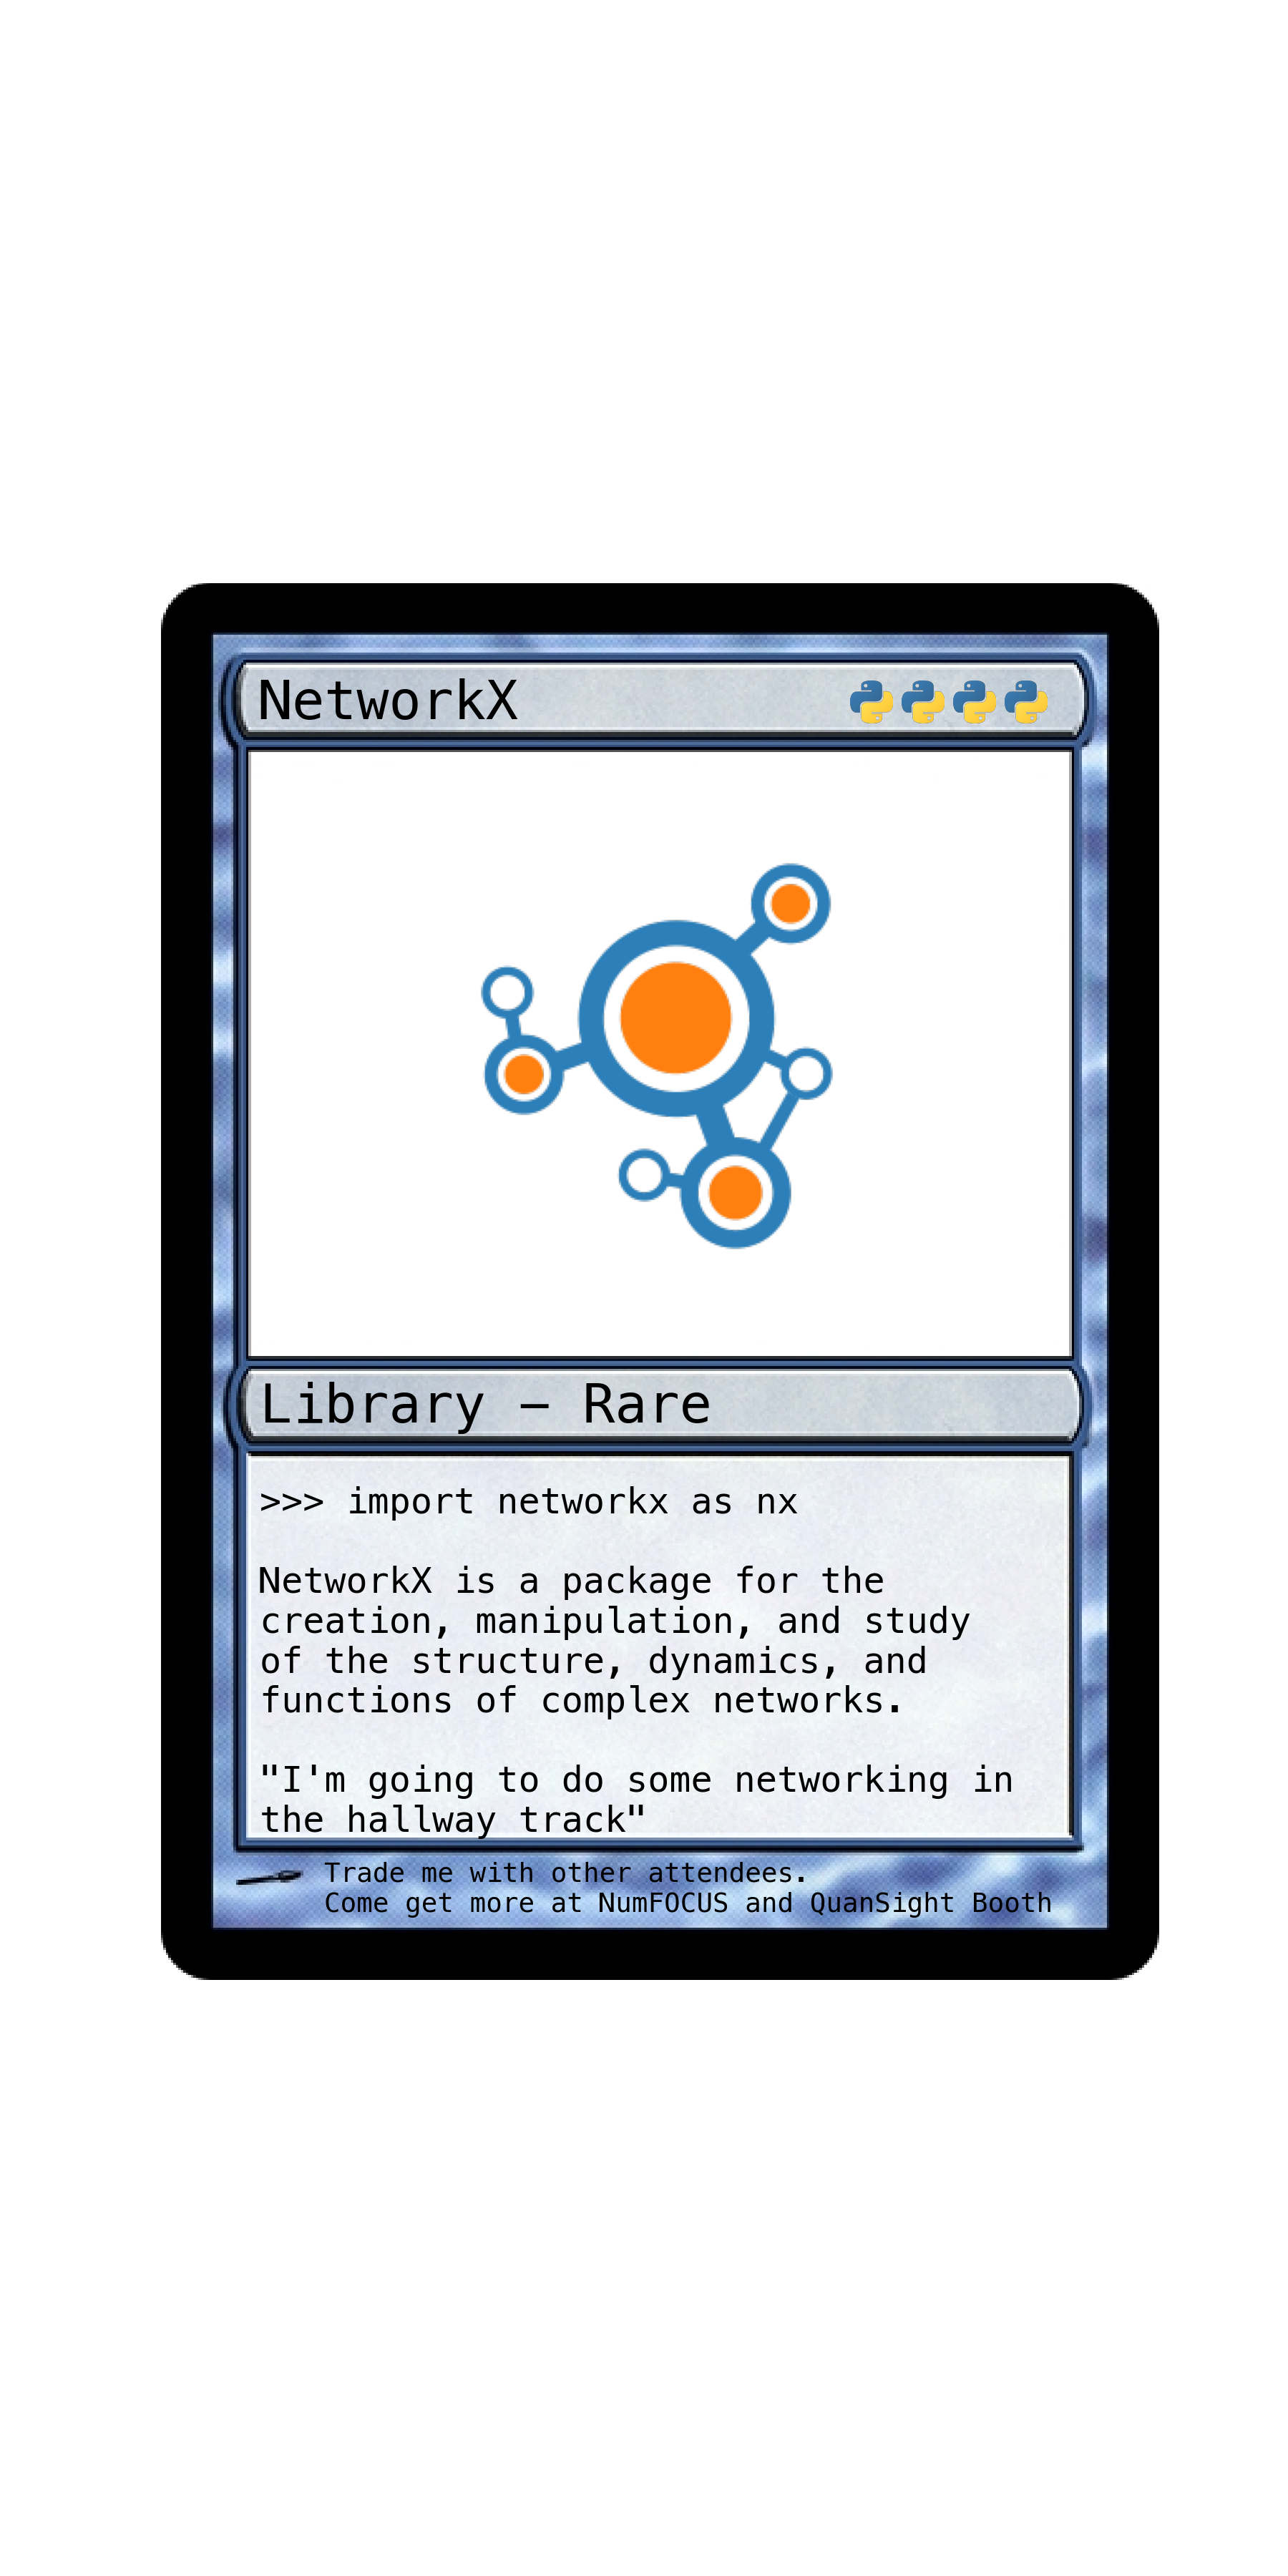 NetworkX
Library – Rare
>>> import networkx as nx
NetworkX is a package for the
creation, manipulation, and study
of the structure, dynamics, and
functions of complex networks.
"I'm going to do some networking in
the hallway track"
Trade me with other attendees.
Come get more at NumFOCUS and QuanSight Booth